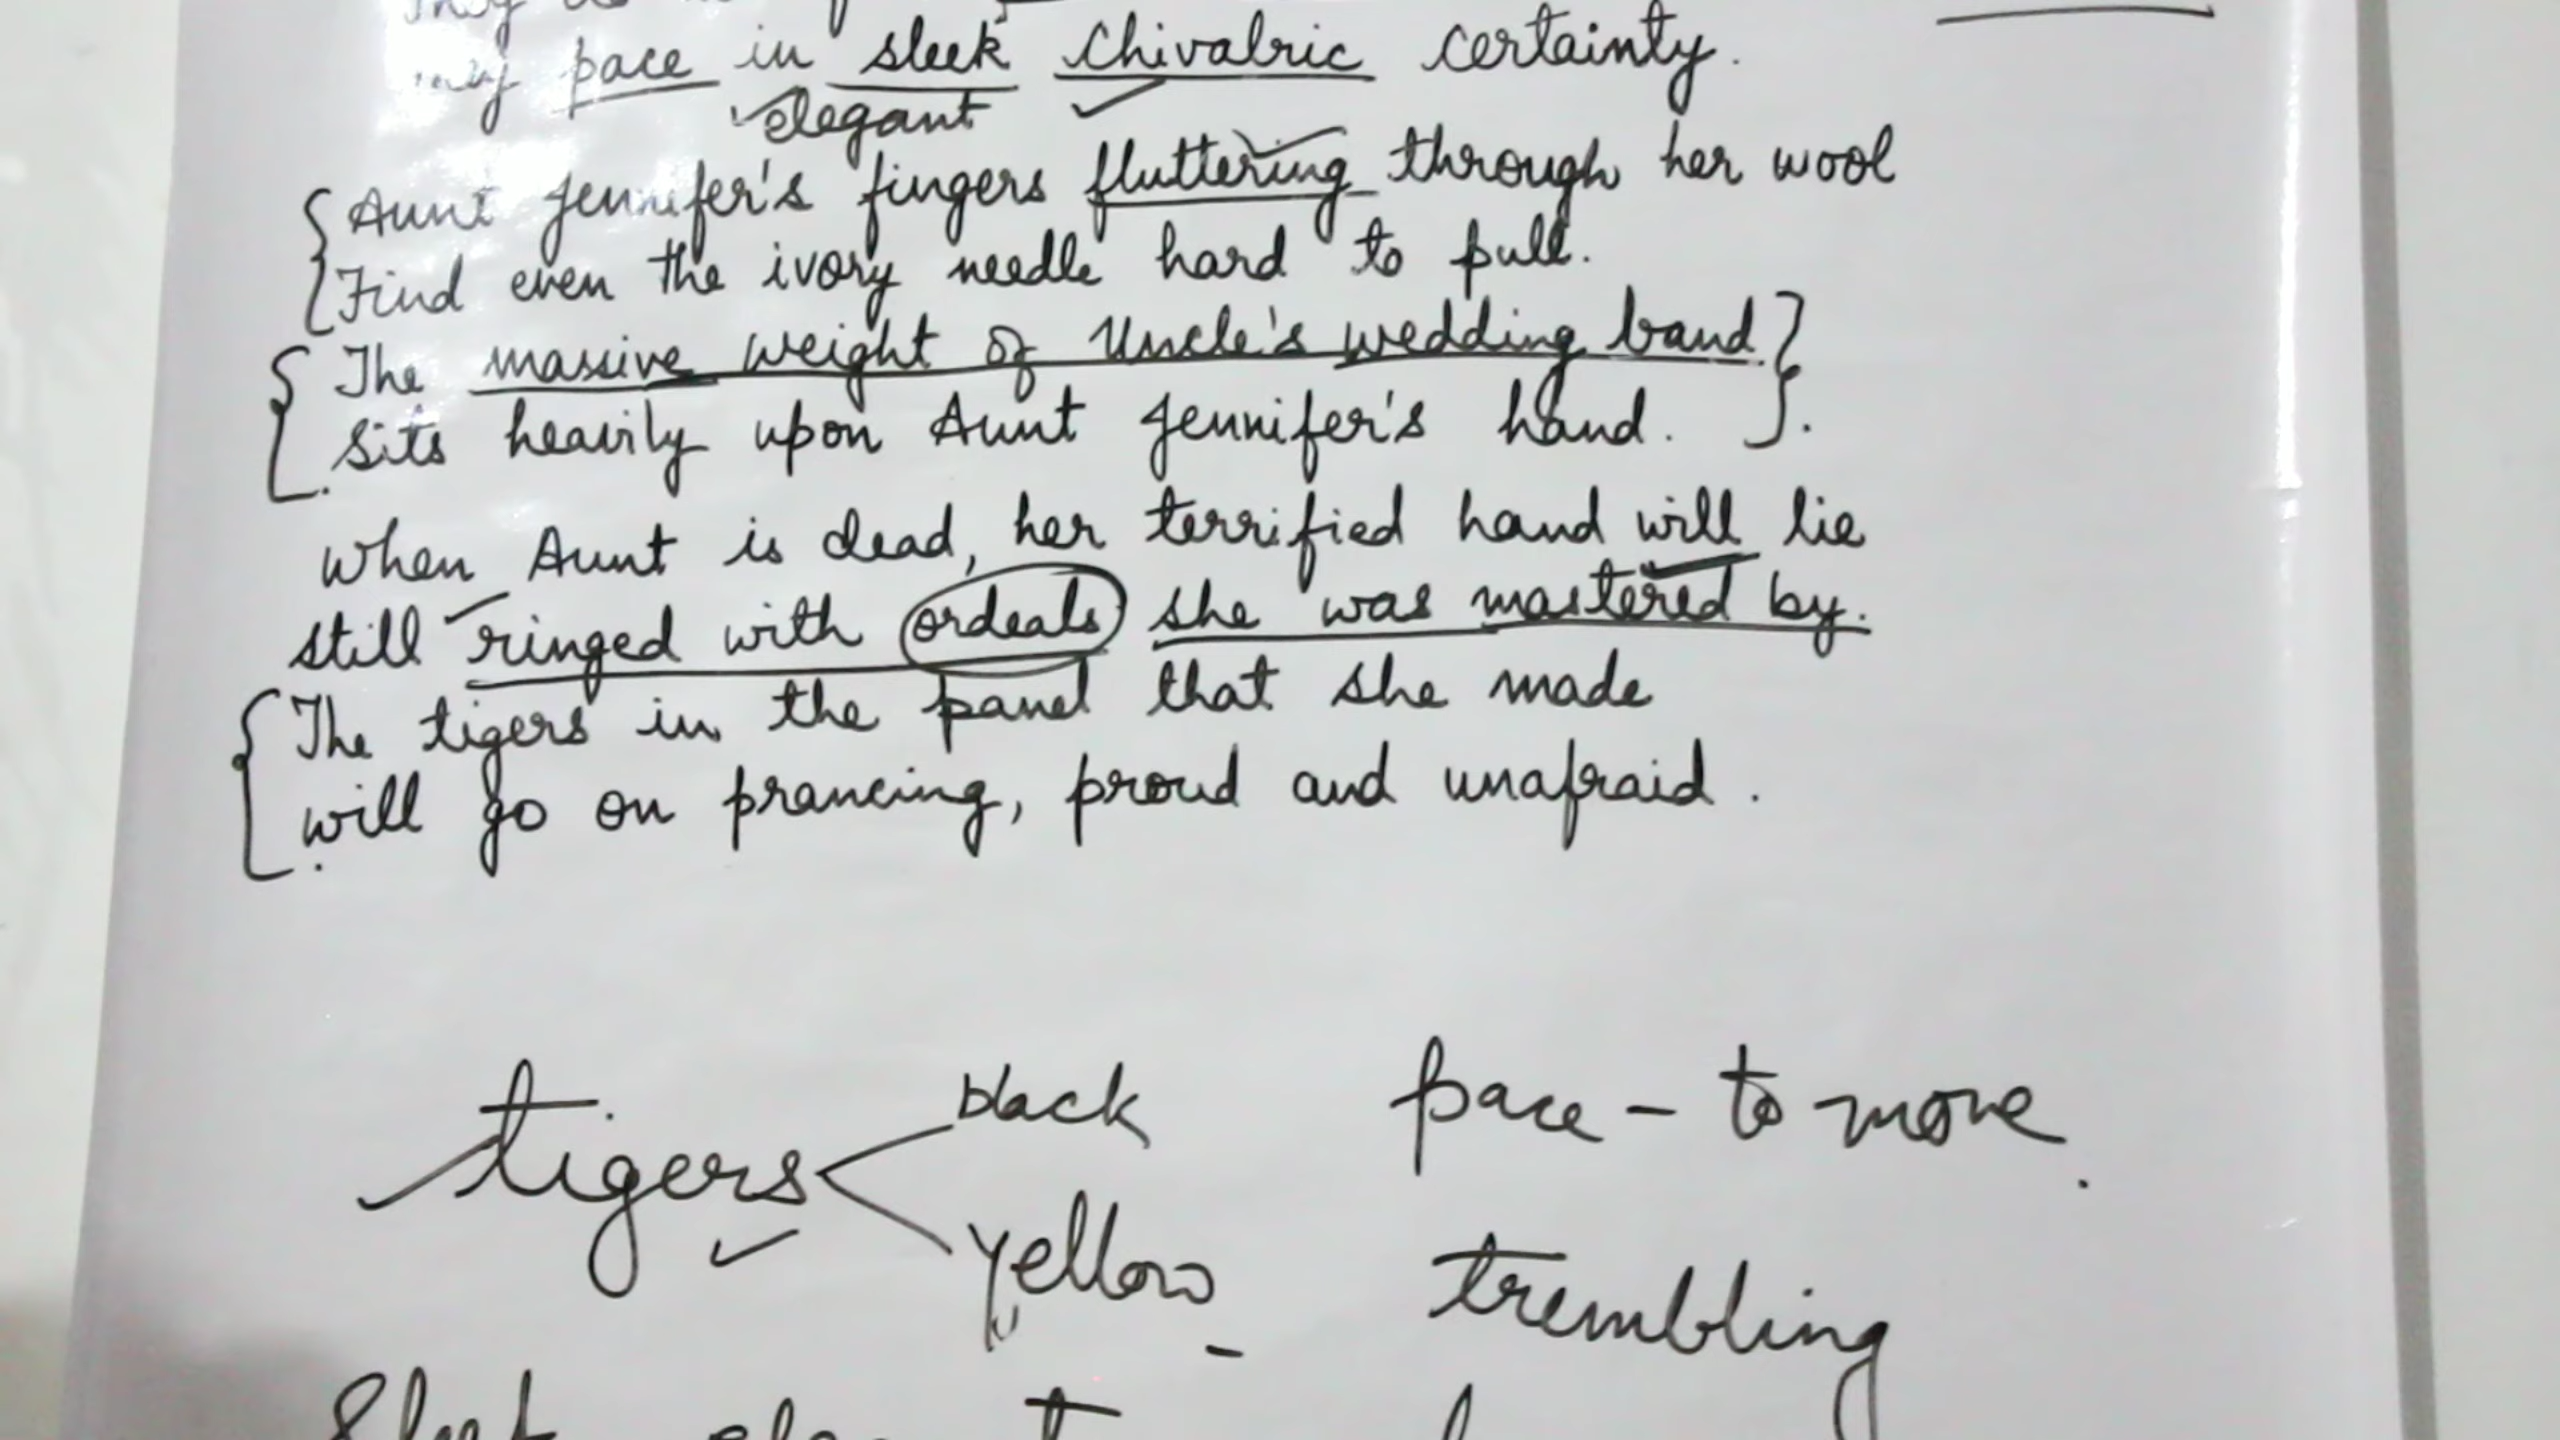 They pace in sleek chivalric certainty.
elegant
Aunt Jennifer's fingers fluttering through her wool
Find even the ivory needle hard to pull.
The massive weight of Uncle's wedding band
Sits heavily upon Aunt Jennifer's hand.
When Aunt is dead, her terrified hand will lie
still ringed with ordeals she was mastered by.
The tigers in the panel that she made
will go on prancing, proud and unafraid.
tigers black pace - to move.
yellow trembling